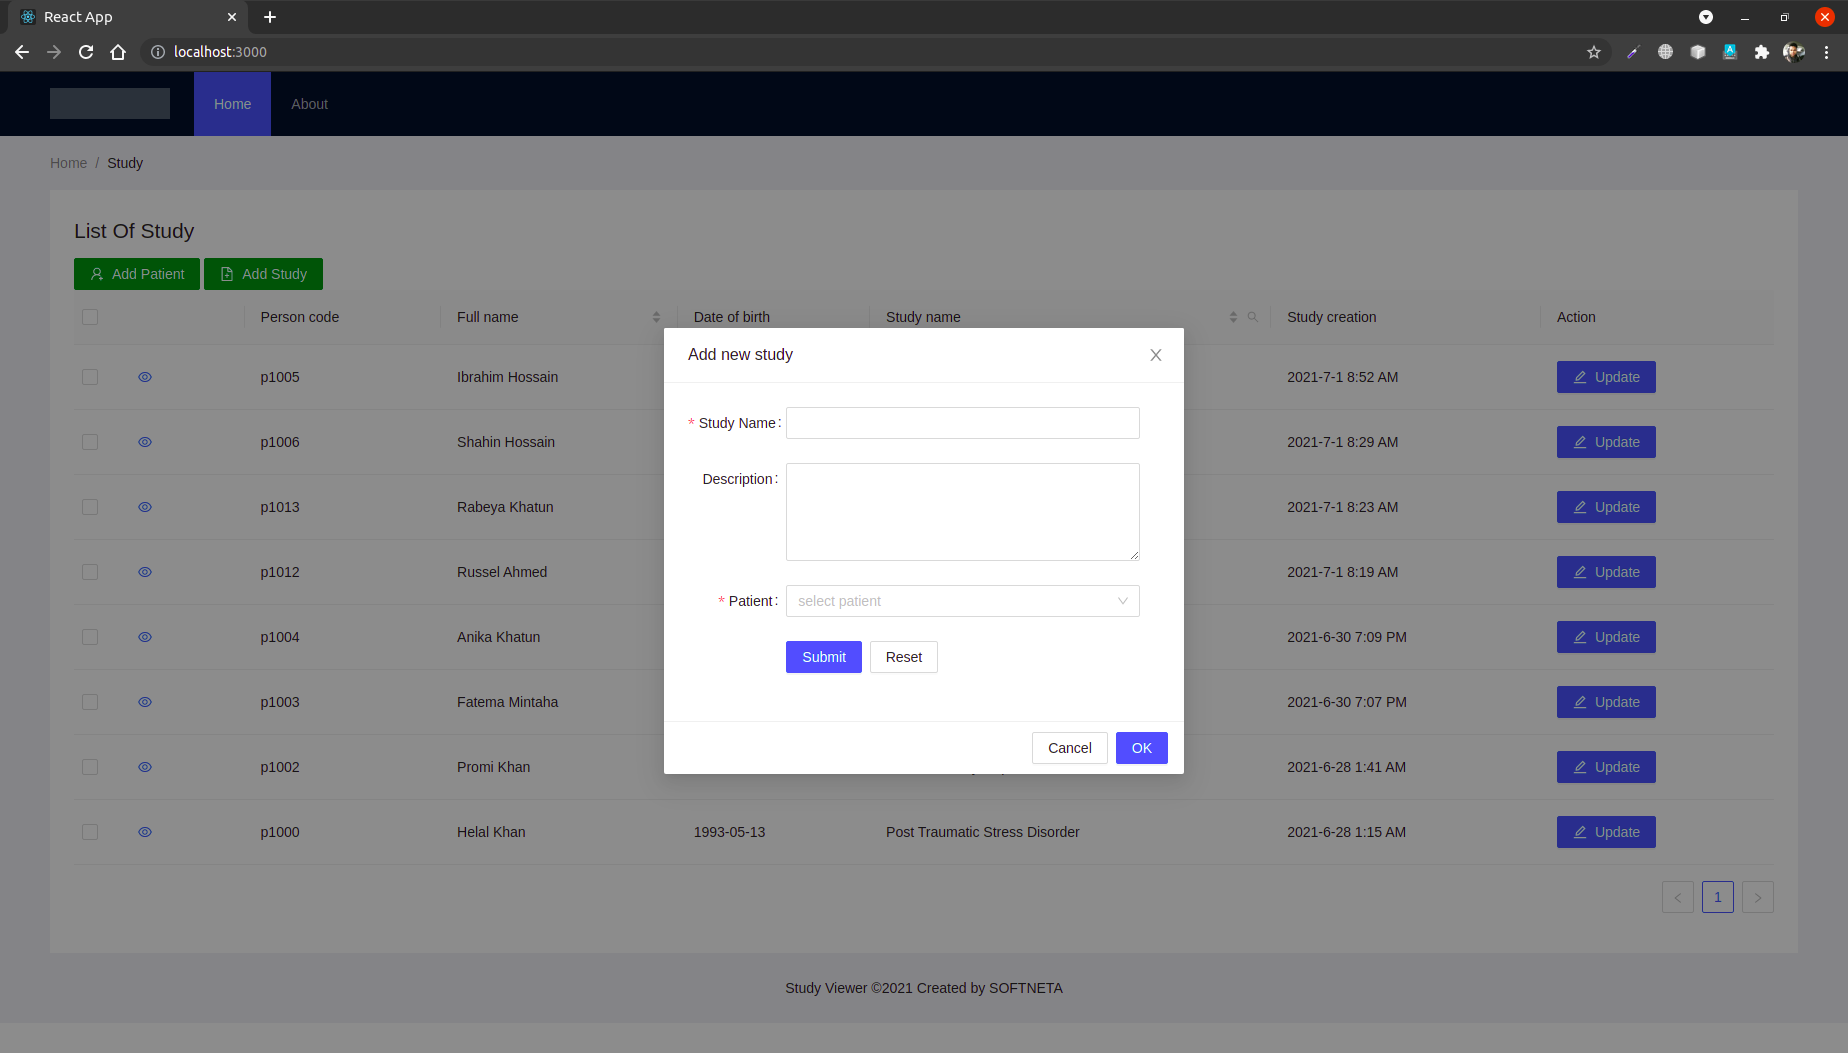 React App
localhost:3000
Home About
Home / Study
List Of Study
Add Patient Add Study
Person code Full name Date of birth Study name Study creation Action
Add new study
p1005 Ibrahim Hossain 2021-7-1 8:52 AM Update
* Study Name:
p1006 Shahin Hossain 2021-7-1 8:29 AM Update
Description:
p1013 Rabeya Khatun 2021-7-1 8:23 AM Update
p1012 Russel Ahmed 2021-7-1 8:19 AM Update
* Patient: select patient
p1004 Anika Khatun 2021-6-30 7:09 PM Update
Submit Reset
p1003 Fatema Mintaha 2021-6-30 7:07 PM Update
Cancel OK
p1002 Promi Khan 2021-6-28 1:41 AM Update
p1000 Helal Khan 1993-05-13 Post Traumatic Stress Disorder 2021-6-28 1:15 AM Update
< 1 >
Study Viewer ©2021 Created by SOFTNETA